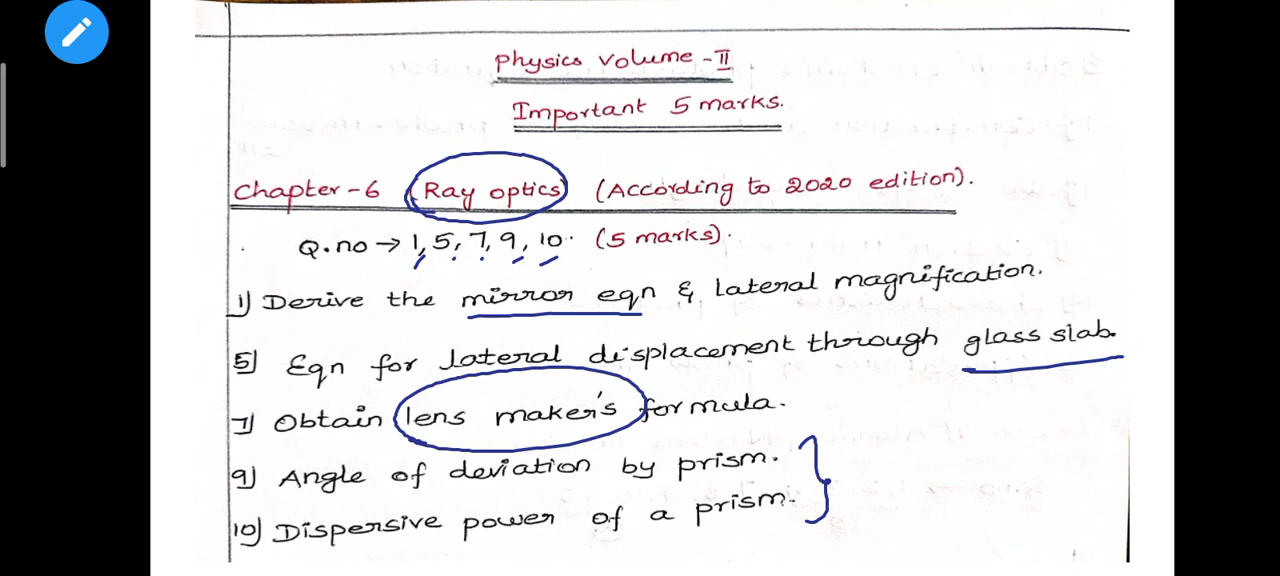 Physics Volume - II
Important 5 marks.
Chapter - 6 (Ray optics) (According to 2020 edition).
Q.no → 1, 5, 7, 9, 10. (5 marks).
1) Derive the mirror eqn & lateral magnification.
5) Eqn for lateral displacement through glass slab.
7) Obtain lens maker's formula.
9) Angle of deviation by prism.
10) Dispersive power of a prism.